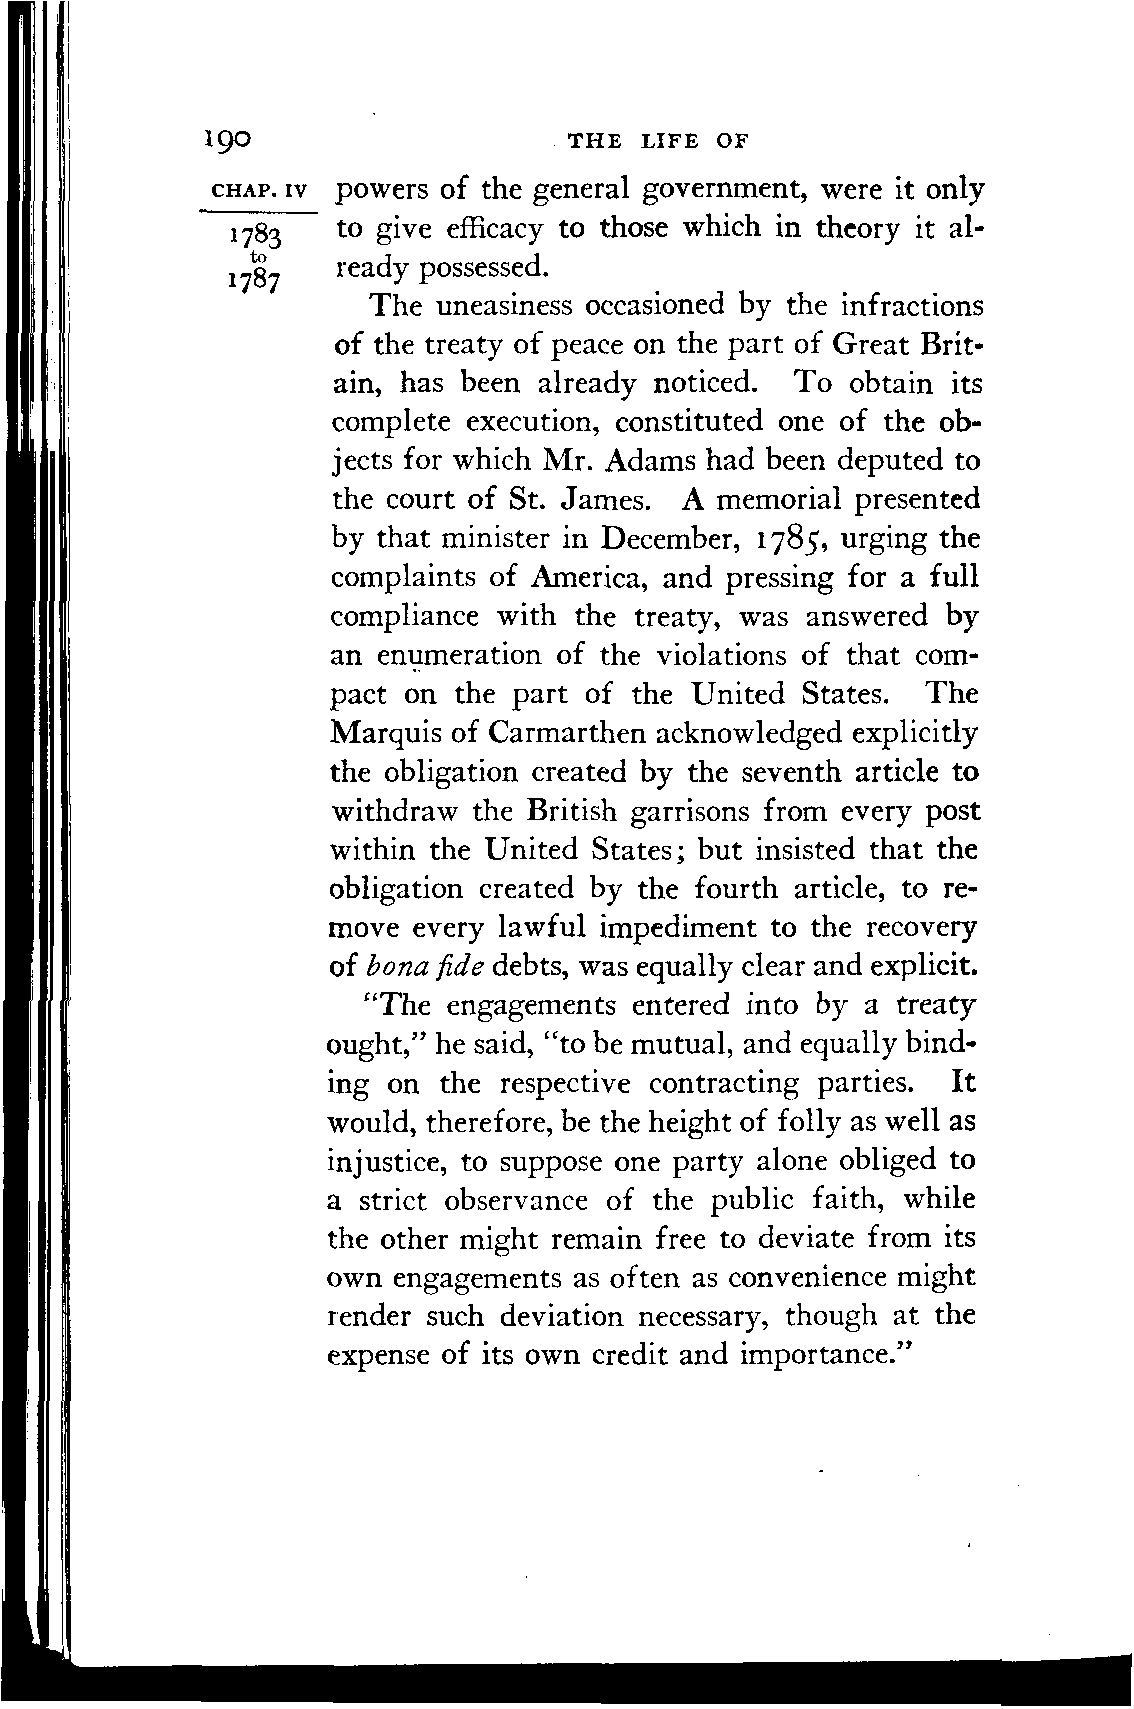 190 THE LIFE OF
CHAP. IV powers of the general government, were it only
1783 to give efficacy to those which in theory it al-
to
1787 ready possessed.
The uneasiness occasioned by the infractions
of the treaty of peace on the part of Great Brit-
ain, has been already noticed. To obtain its
complete execution, constituted one of the ob-
jects for which Mr. Adams had been deputed to
the court of St. James. A memorial presented
by that minister in December, 1785, urging the
complaints of America, and pressing for a full
compliance with the treaty, was answered by
an enumeration of the violations of that com-
pact on the part of the United States. The
Marquis of Carmarthen acknowledged explicitly
the obligation created by the seventh article to
withdraw the British garrisons from every post
within the United States; but insisted that the
obligation created by the fourth article, to re-
move every lawful impediment to the recovery
of bona fide debts, was equally clear and explicit.
"The engagements entered into by a treaty
ought," he said, "to be mutual, and equally bind-
ing on the respective contracting parties. It
would, therefore, be the height of folly as well as
injustice, to suppose one party alone obliged to
a strict observance of the public faith, while
the other might remain free to deviate from its
own engagements as often as convenience might
render such deviation necessary, though at the
expense of its own credit and importance."